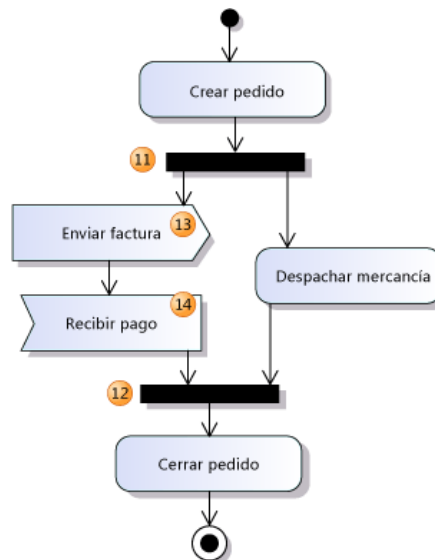 Crear pedido
11
13
Enviar factura
Despachar mercancía
14
Recibir pago
12
Cerrar pedido